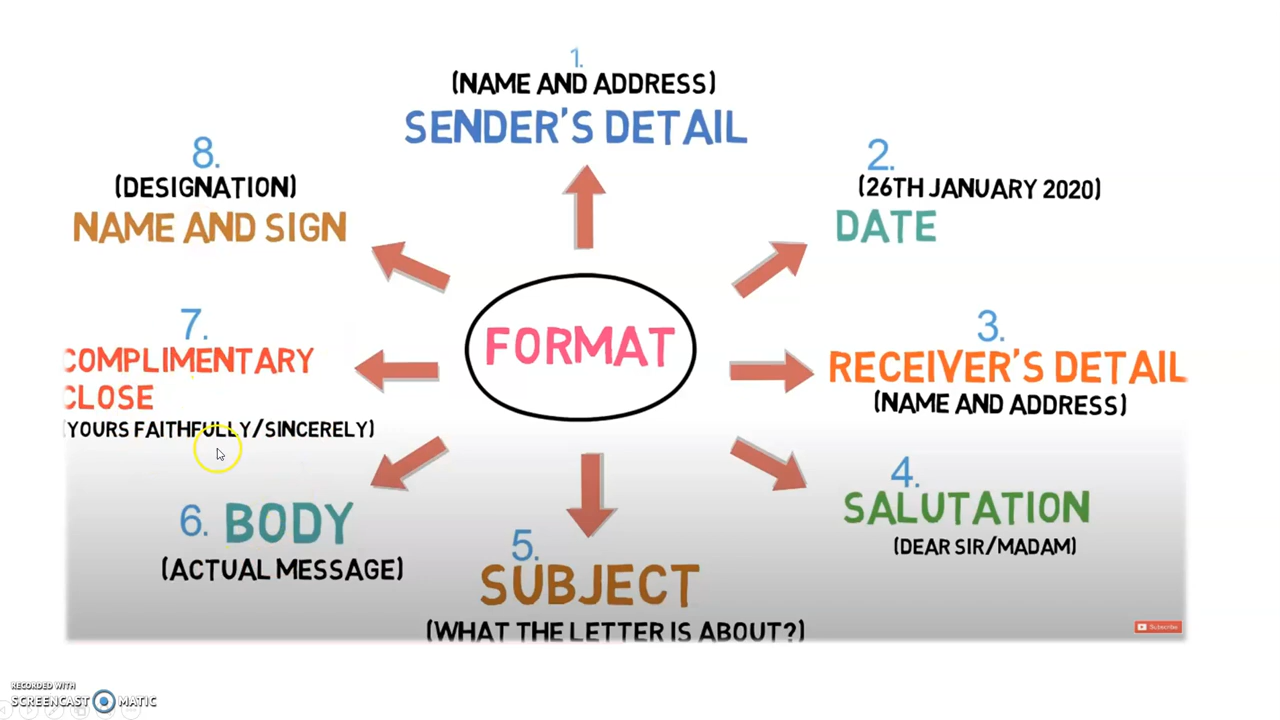 1.
(NAME AND ADDRESS)
SENDER'S DETAIL
2.
(26TH JANUARY 2020)
DATE
3.
RECEIVER'S DETAIL
(NAME AND ADDRESS)
4.
SALUTATION
(DEAR SIR/MADAM)
5.
SUBJECT
(WHAT THE LETTER IS ABOUT?)
6. BODY
(ACTUAL MESSAGE)
7.
COMPLIMENTARY
CLOSE
(YOURS FAITHFULLY/SINCERELY)
8.
(DESIGNATION)
NAME AND SIGN
FORMAT
Subscribe
RECORDED WITH
SCREENCAST MATIC